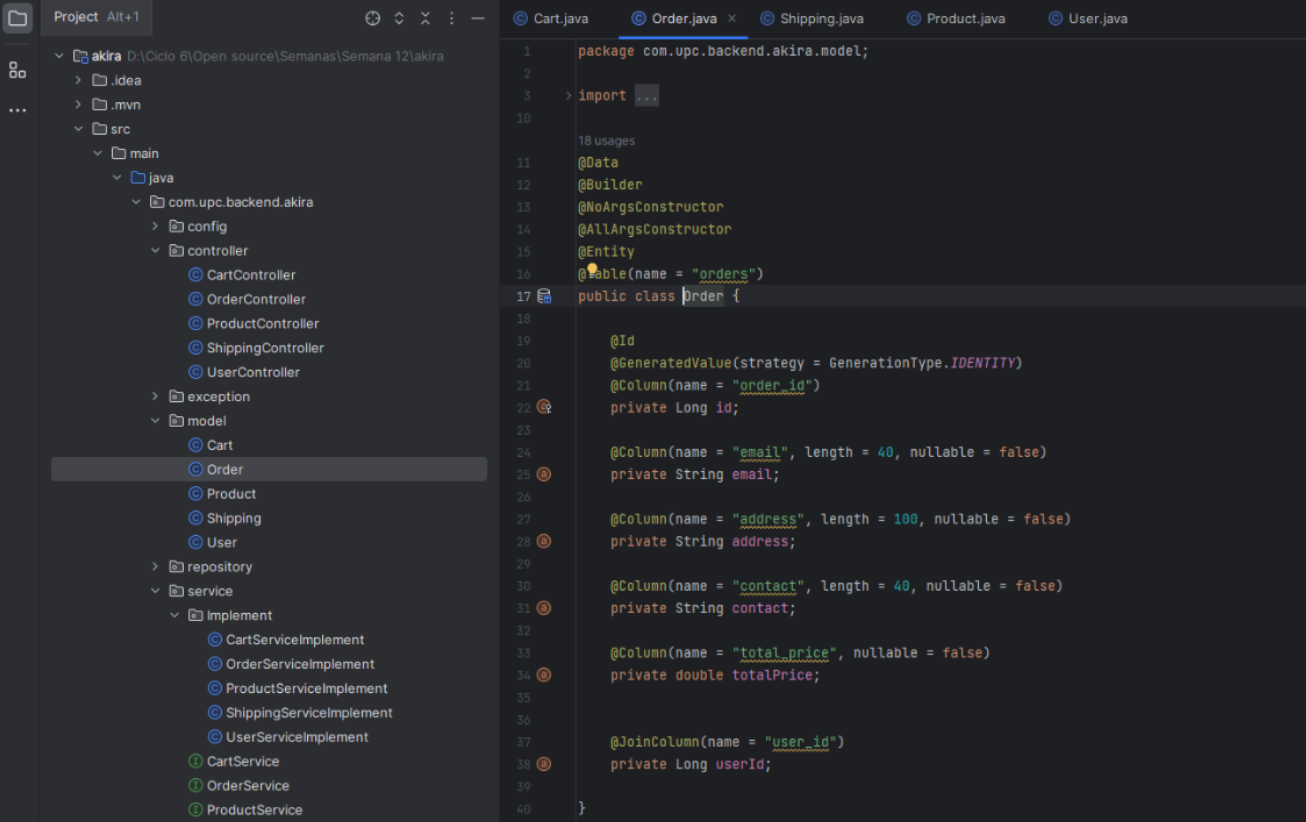 Project Alt+1
akira D:\Ciclo 6\Open source\Semanas\Semana 12\akira
.idea
.mvn
src
main
java
com.upc.backend.akira
config
controller
CartController
OrderController
ProductController
ShippingController
UserController
exception
model
Cart
Order
Product
Shipping
User
repository
service
Implement
CartServiceImplement
OrderServiceImplement
ProductServiceImplement
ShippingServiceImplement
UserServiceImplement
CartService
OrderService
ProductService
Cart.java Order.java Shipping.java Product.java User.java
1 package com.upc.backend.akira.model;
2
3 import ...
10
18 usages
11 @Data
12 @Builder
13 @NoArgsConstructor
14 @AllArgsConstructor
15 @Entity
16 @Table(name = "orders")
17 public class Order {
18
19 @Id
20 @GeneratedValue(strategy = GenerationType.IDENTITY)
21 @Column(name = "order_id")
22 private Long id;
23
24 @Column(name = "email", length = 40, nullable = false)
25 private String email;
26
27 @Column(name = "address", length = 100, nullable = false)
28 private String address;
29
30 @Column(name = "contact", length = 40, nullable = false)
31 private String contact;
32
33 @Column(name = "total_price", nullable = false)
34 private double totalPrice;
35
36
37 @JoinColumn(name = "user_id")
38 private Long userId;
39
40 }